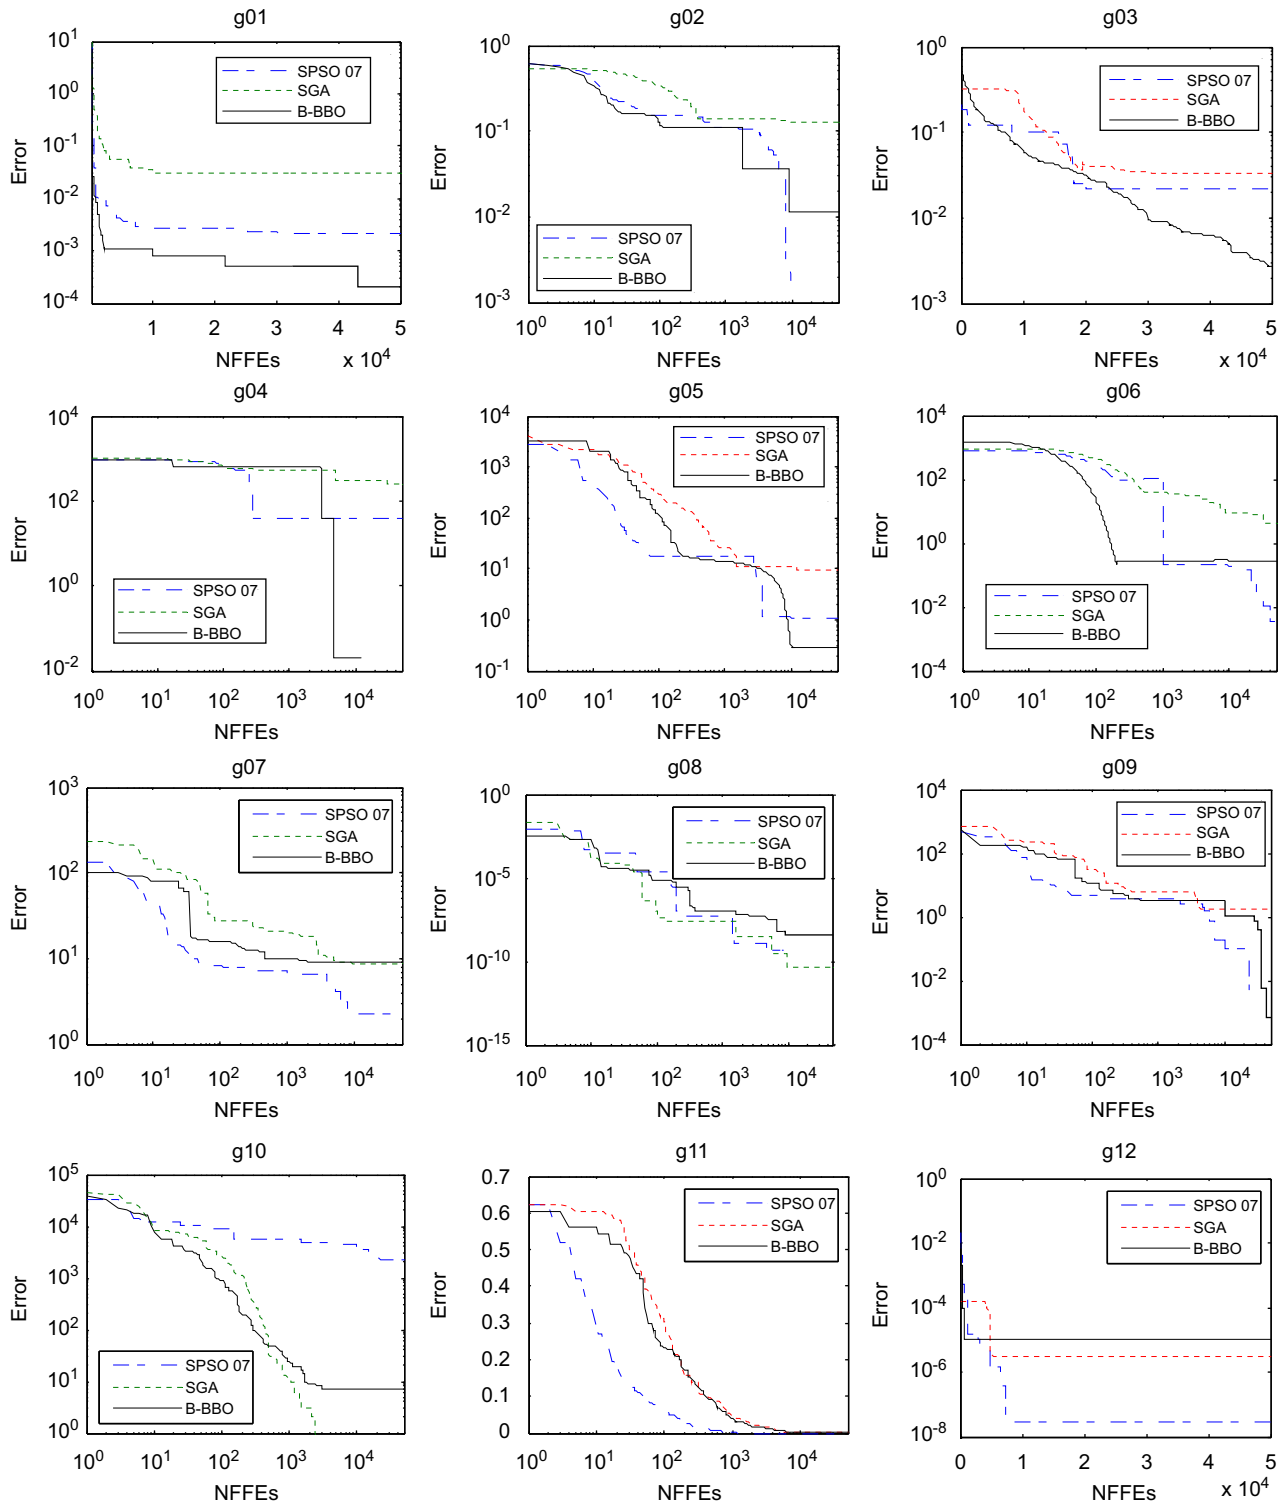 g01
10^1
10^0
10^-1
10^-2
10^-3
10^-4
Error
SPSO 07
SGA
B-BBO
1 2 3 4 5
NFFEs x 10^4
g02
10^0
10^-1
10^-2
10^-3
Error
SPSO 07
SGA
B-BBO
10^0 10^1 10^2 10^3 10^4
NFFEs
g03
10^0
10^-1
10^-2
10^-3
Error
SPSO 07
SGA
B-BBO
0 1 2 3 4 5
NFFEs x 10^4
g04
10^4
10^2
10^0
10^-2
Error
SPSO 07
SGA
B-BBO
10^0 10^1 10^2 10^3 10^4
NFFEs
g05
10^4
10^3
10^2
10^1
10^0
10^-1
Error
SPSO 07
SGA
B-BBO
10^0 10^1 10^2 10^3 10^4
NFFEs
g06
10^4
10^2
10^0
10^-2
10^-4
Error
SPSO 07
SGA
B-BBO
10^0 10^1 10^2 10^3 10^4
NFFEs
g07
10^3
10^2
10^1
10^0
Error
SPSO 07
SGA
B-BBO
10^0 10^1 10^2 10^3 10^4
NFFEs
g08
10^0
10^-5
10^-10
10^-15
Error
SPSO 07
SGA
B-BBO
10^0 10^1 10^2 10^3 10^4
NFFEs
g09
10^4
10^2
10^0
10^-2
10^-4
Error
SPSO 07
SGA
B-BBO
10^0 10^1 10^2 10^3 10^4
NFFEs
g10
10^5
10^4
10^3
10^2
10^1
10^0
Error
SPSO 07
SGA
B-BBO
10^0 10^1 10^2 10^3 10^4
NFFEs
g11
0.7
0.6
0.5
0.4
0.3
0.2
0.1
0
Error
SPSO 07
SGA
B-BBO
10^0 10^1 10^2 10^3 10^4
NFFEs
g12
10^0
10^-2
10^-4
10^-6
10^-8
Error
SPSO 07
SGA
B-BBO
0 1 2 3 4 5
NFFEs x 10^4